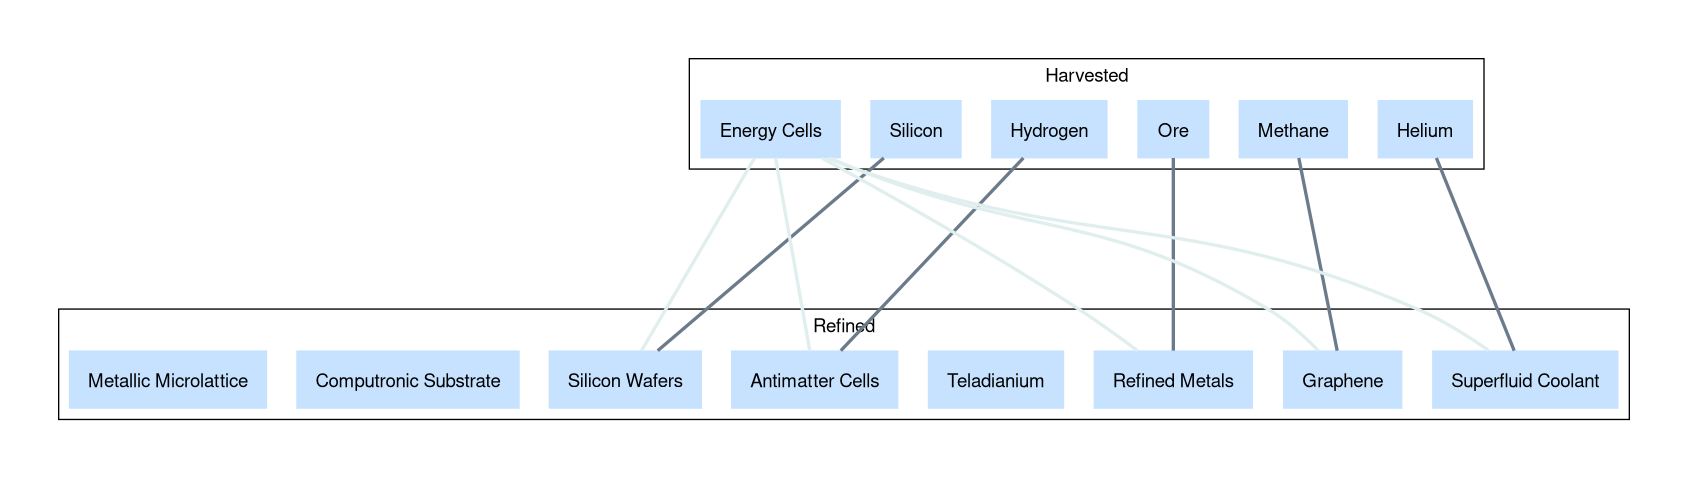 Harvested
Energy Cells
Silicon
Hydrogen
Ore
Methane
Helium
Refined
Metallic Microlattice
Computronic Substrate
Silicon Wafers
Antimatter Cells
Teladianium
Refined Metals
Graphene
Superfluid Coolant